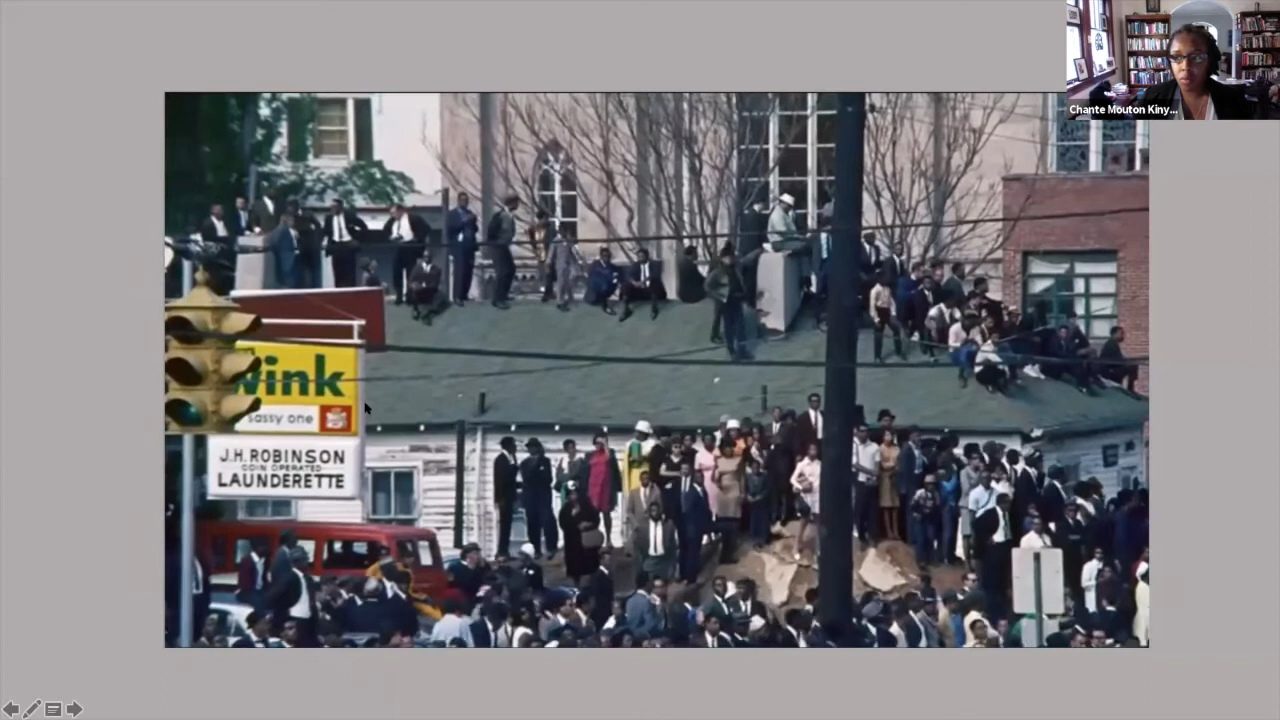 Chante Mouton Kiny...
wink
sassy one
J.H. ROBINSON
COIN OPERATED
LAUNDERETTE